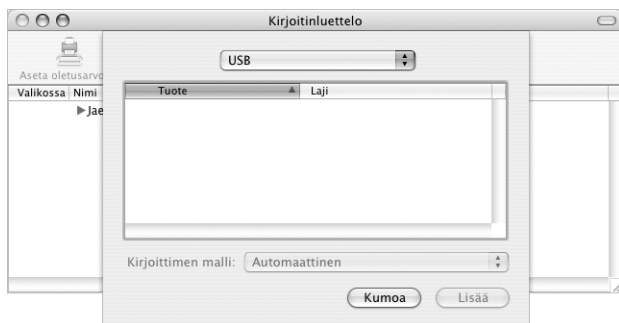 Kirjoitinluettelo
USB
Aseta oletusarvo
Valikossa Nimi
Tuote Laji
Jae
Kirjoittimen malli: Automaattinen
Kumoa Lisää